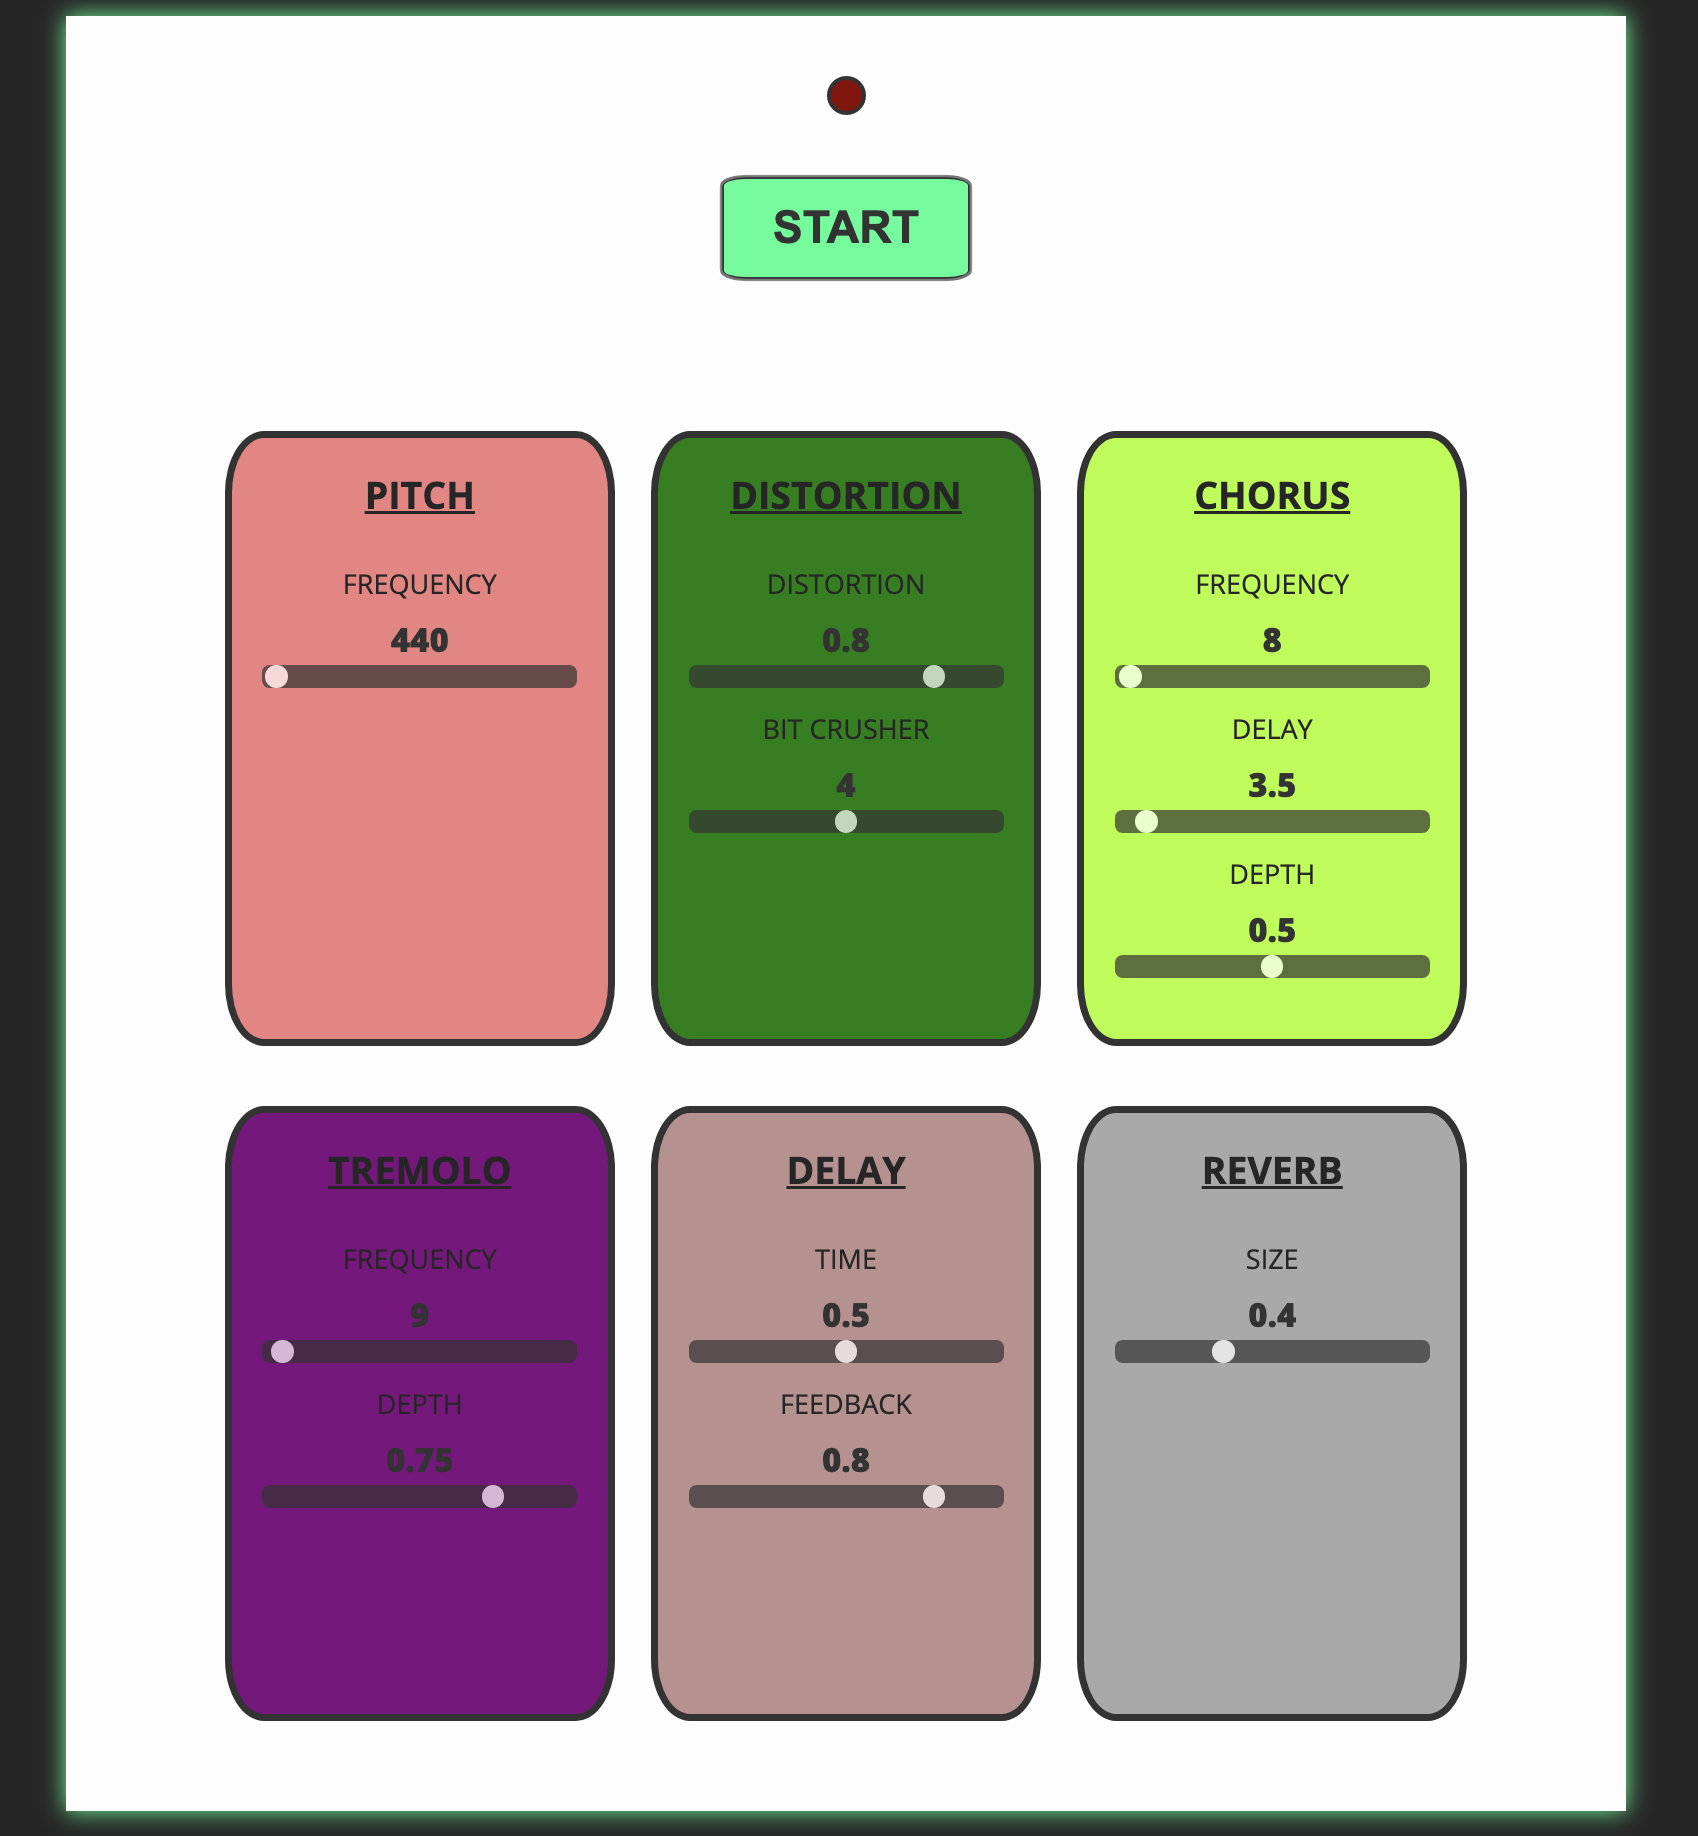 START
PITCH
FREQUENCY
440
DISTORTION
DISTORTION
0.8
BIT CRUSHER
4
CHORUS
FREQUENCY
8
DELAY
3.5
DEPTH
0.5
TREMOLO
FREQUENCY
9
DEPTH
0.75
DELAY
TIME
0.5
FEEDBACK
0.8
REVERB
SIZE
0.4